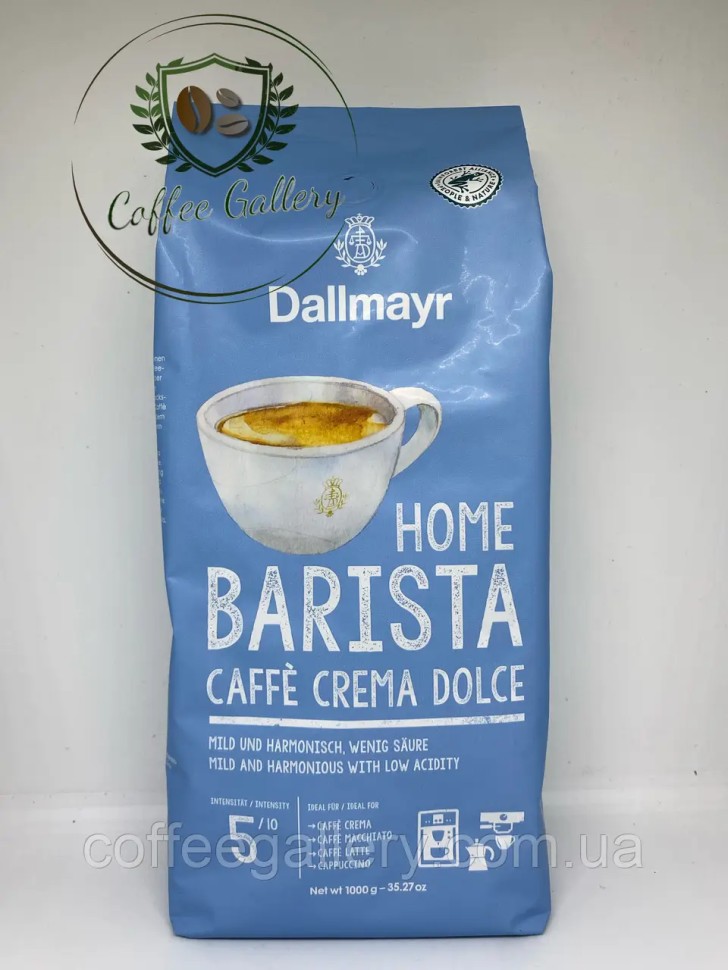 Coffee Gallery
PEOPLE & NATURE
Dallmayr
HOME
BARISTA
CAFFÈ CREMA DOLCE
MILD UND HARMONISCH, WENIG SÄURE
MILD AND HARMONIOUS WITH LOW ACIDITY
INTENSITÄT / INTENSITY
5/10
IDEAL FÜR / IDEAL FOR
→ CAFFÈ CREMA
→ CAFFÈ MACCHIATO
→ CAFFÈ LATTE
→ CAPPUCCINO
coffeegallery.com.ua
Net wt 1000 g – 35.27 oz